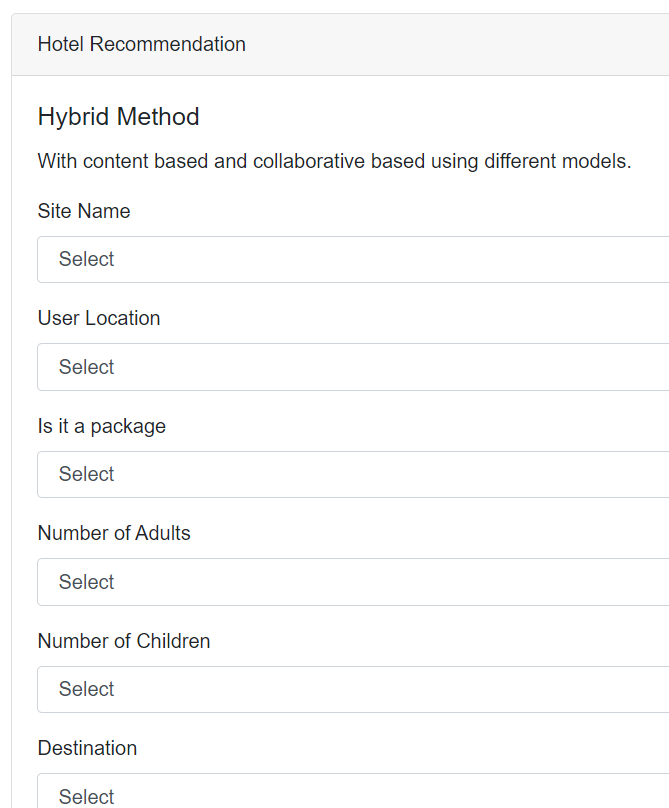 Hotel Recommendation
Hybrid Method
With content based and collaborative based using different models.
Site Name
Select
User Location
Select
Is it a package
Select
Number of Adults
Select
Number of Children
Select
Destination
Select